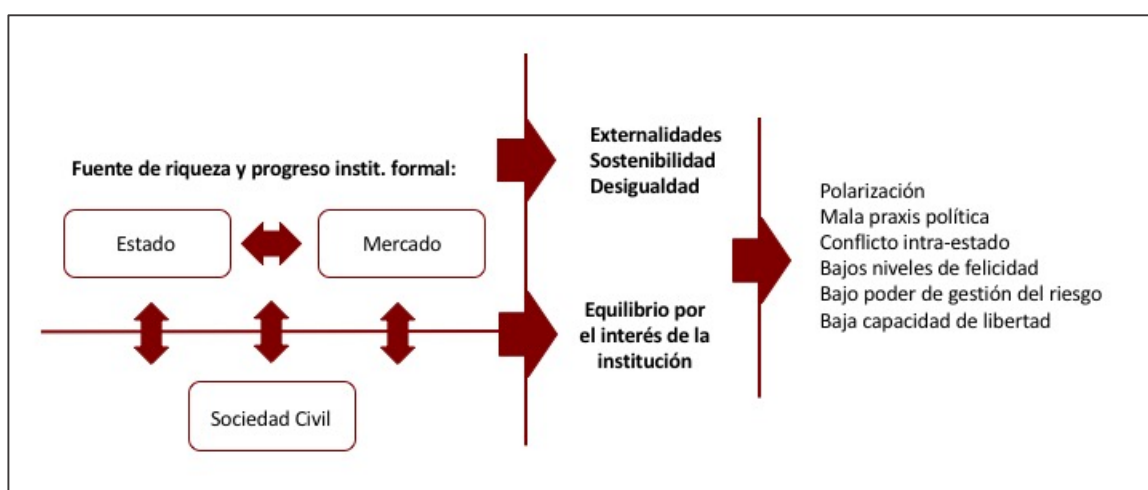 Fuente de riqueza y progreso instit. formal:
Estado
Mercado
Sociedad Civil
Externalidades
Sostenibilidad
Desigualdad
Equilibrio por
el interés de la
institución
Polarización
Mala praxis política
Conflicto intra-estado
Bajos niveles de felicidad
Bajo poder de gestión del riesgo
Baja capacidad de libertad